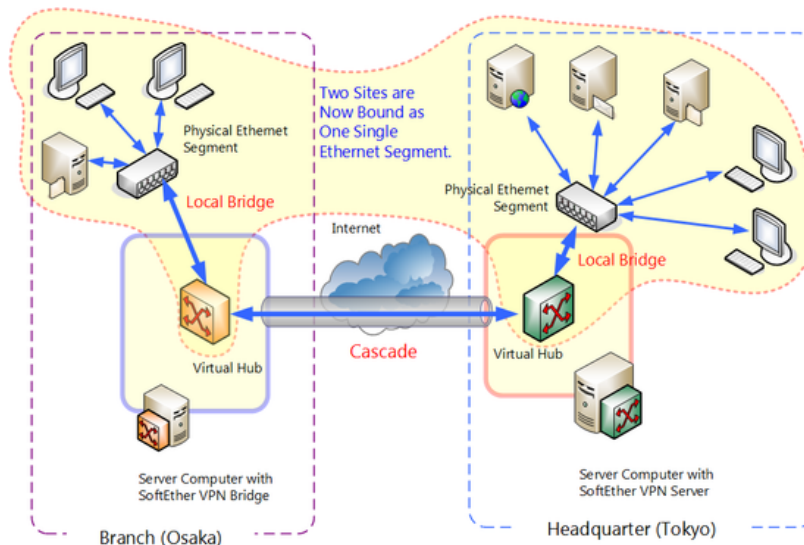 Two Sites are
Now Bound as
One Single
Ethernet Segment.
Physical Ethernet
Segment
Local Bridge
Virtual Hub
Server Computer with
SoftEther VPN Bridge
Branch (Osaka)
Internet
Cascade
Physical Ethernet
Segment
Local Bridge
Virtual Hub
Server Computer with
SoftEther VPN Server
Headquarter (Tokyo)